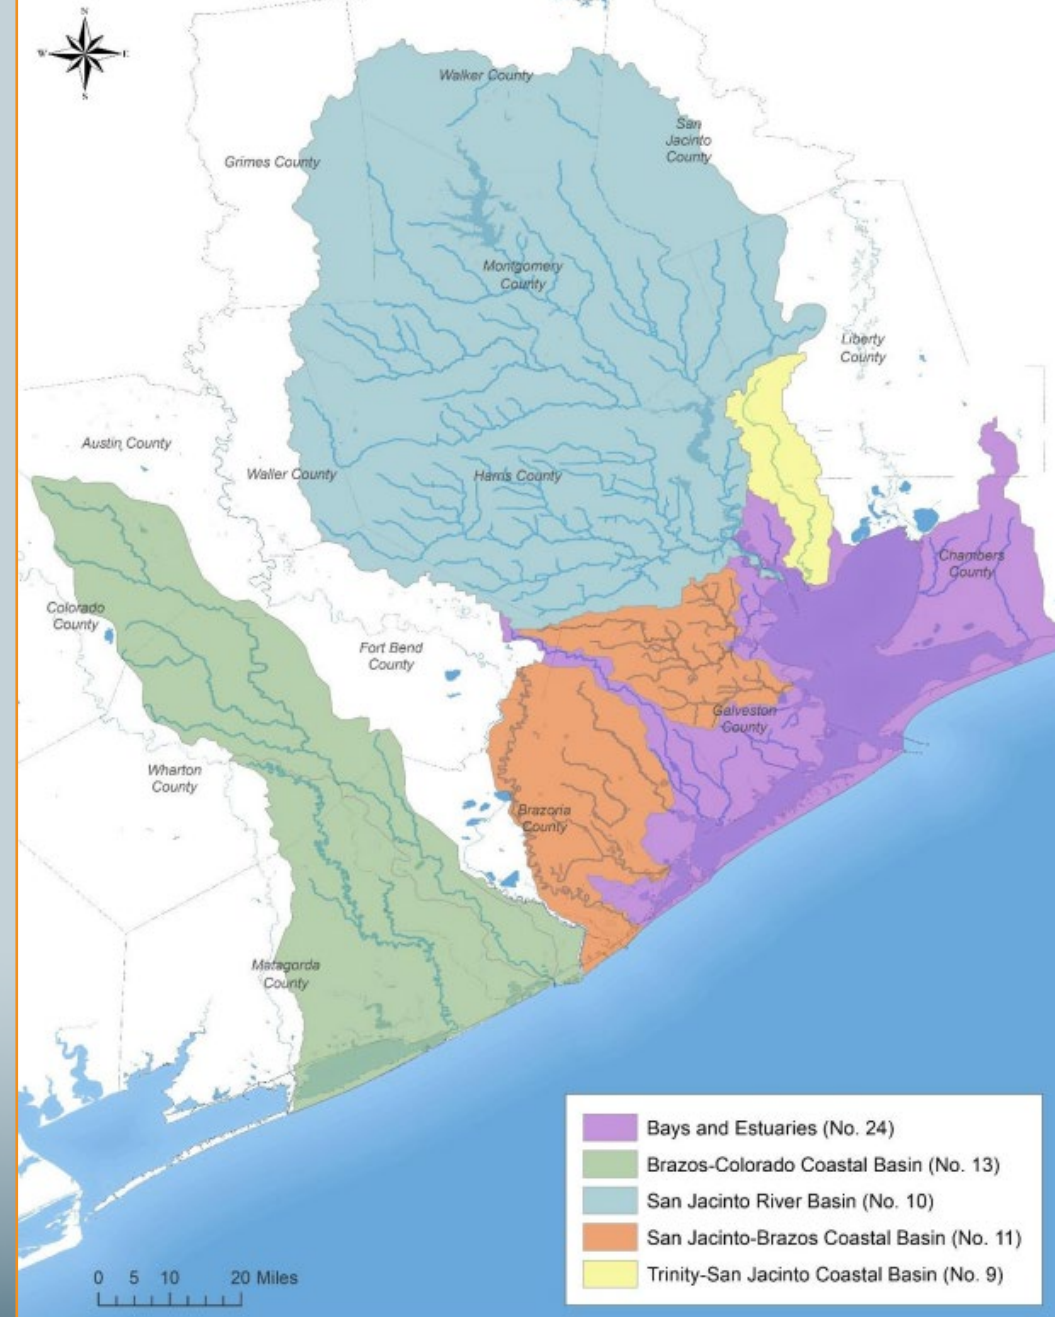 N
W E
S
Walker County
San
Jacinto
County
Grimes County
Montgomery
County
Liberty
County
Austin County
Waller County
Harris County
Chambers
County
Colorado
County
Fort Bend
County
Galveston
County
Wharton
County
Brazoria
County
Matagorda
County
Bays and Estuaries (No. 24)
Brazos-Colorado Coastal Basin (No. 13)
San Jacinto River Basin (No. 10)
San Jacinto-Brazos Coastal Basin (No. 11)
Trinity-San Jacinto Coastal Basin (No. 9)
0 5 10 20 Miles